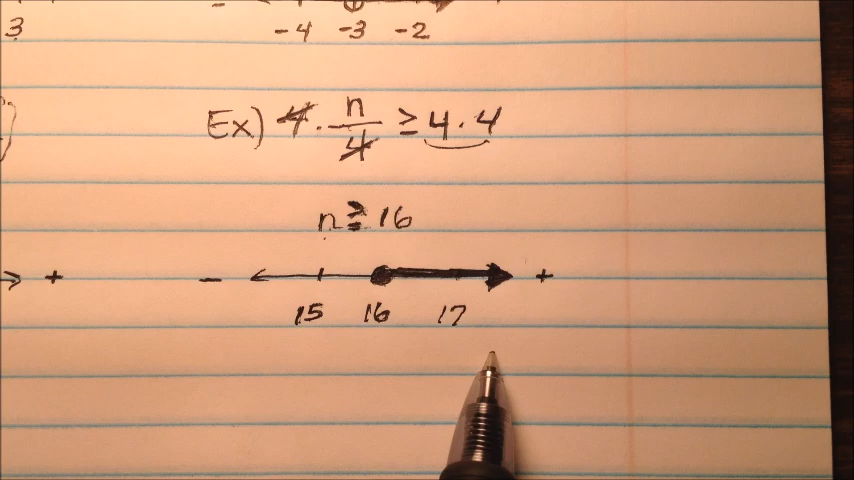 3
- -4 -3 -2
Ex) 4 · n/4 ≥ 4 · 4
n ≥ 16
+ - +
15 16 17